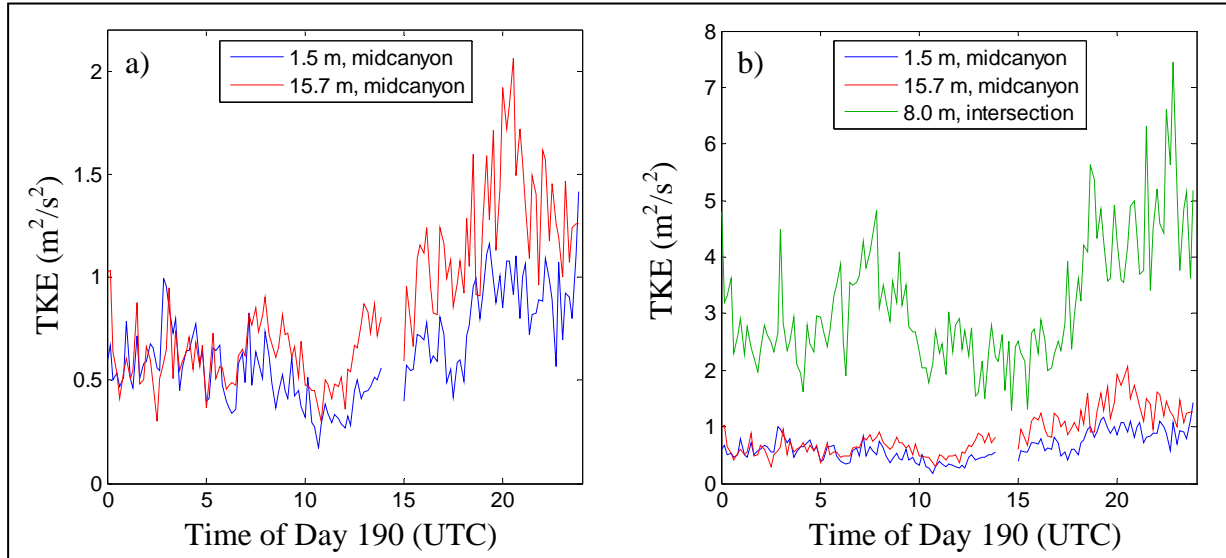 a)
1.5 m, midcanyon
15.7 m, midcanyon
TKE (m²/s²)
2
1.5
1
0.5
0
0 5 10 15 20
Time of Day 190 (UTC)
b)
1.5 m, midcanyon
15.7 m, midcanyon
8.0 m, intersection
TKE (m²/s²)
8
7
6
5
4
3
2
1
0
0 5 10 15 20
Time of Day 190 (UTC)